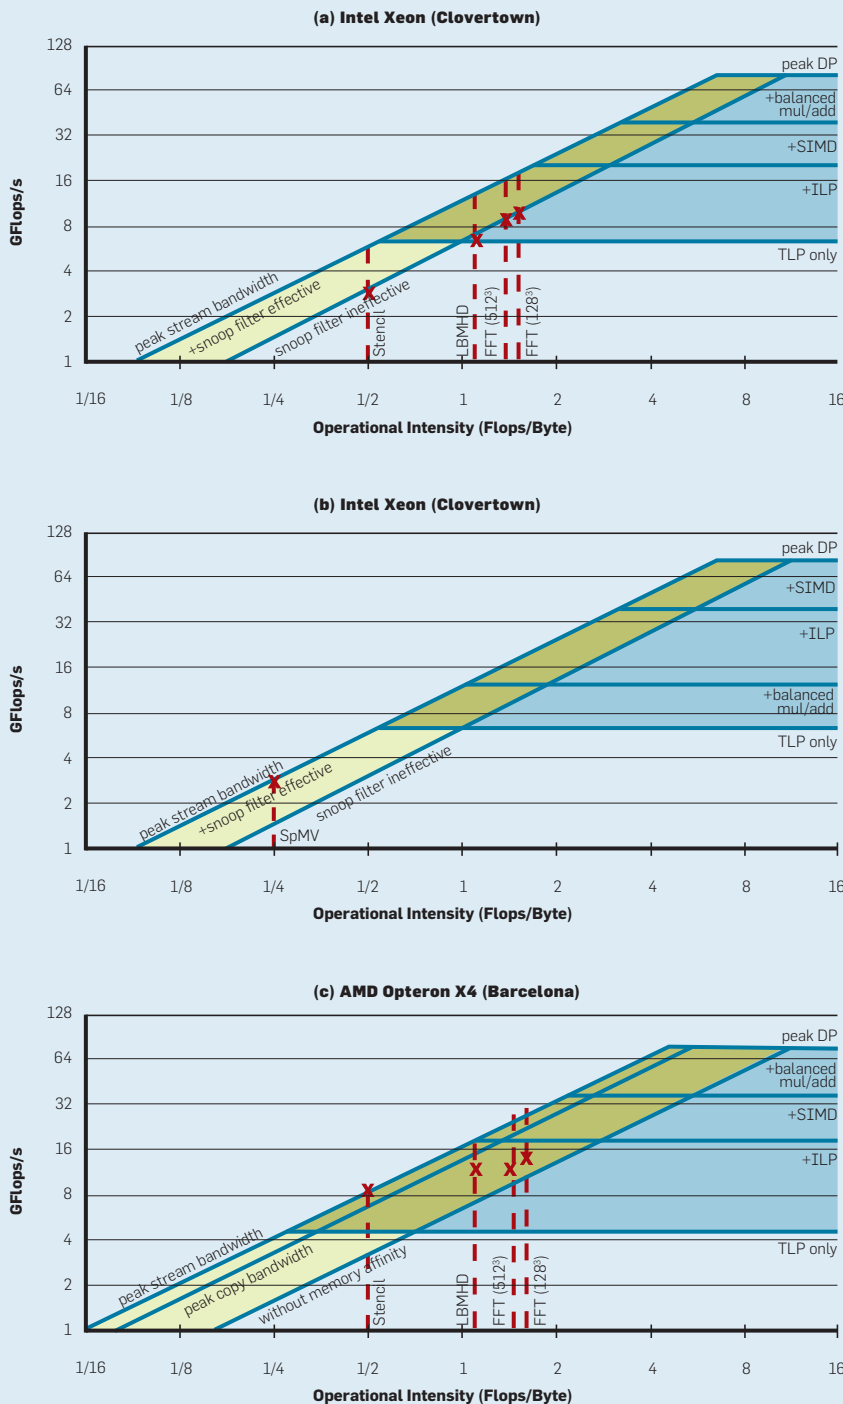 (a) Intel Xeon (Clovertown)
128
64
32
16
8
4
2
1
GFlops/s
peak DP
+balanced
mul/add
+SIMD
+ILP
TLP only
peak stream bandwidth
+snoop filter effective
snoop filter ineffective
Stencil
LBMHD
FFT (512³)
FFT (128³)
1/16
1/8
1/4
1/2
1
2
4
8
16
Operational Intensity (Flops/Byte)
(b) Intel Xeon (Clovertown)
128
64
32
16
8
4
2
1
GFlops/s
peak DP
+SIMD
+ILP
+balanced
mul/add
TLP only
peak stream bandwidth
+snoop filter effective
snoop filter ineffective
SpMV
1/16
1/8
1/4
1/2
1
2
4
8
16
Operational Intensity (Flops/Byte)
(c) AMD Opteron X4 (Barcelona)
128
64
32
16
8
4
2
1
GFlops/s
peak DP
+balanced
mul/add
+SIMD
+ILP
TLP only
peak stream bandwidth
peak copy bandwidth
without memory affinity
Stencil
LBMHD
FFT (512³)
FFT (128³)
1/16
1/8
1/4
1/2
1
2
4
8
16
Operational Intensity (Flops/Byte)